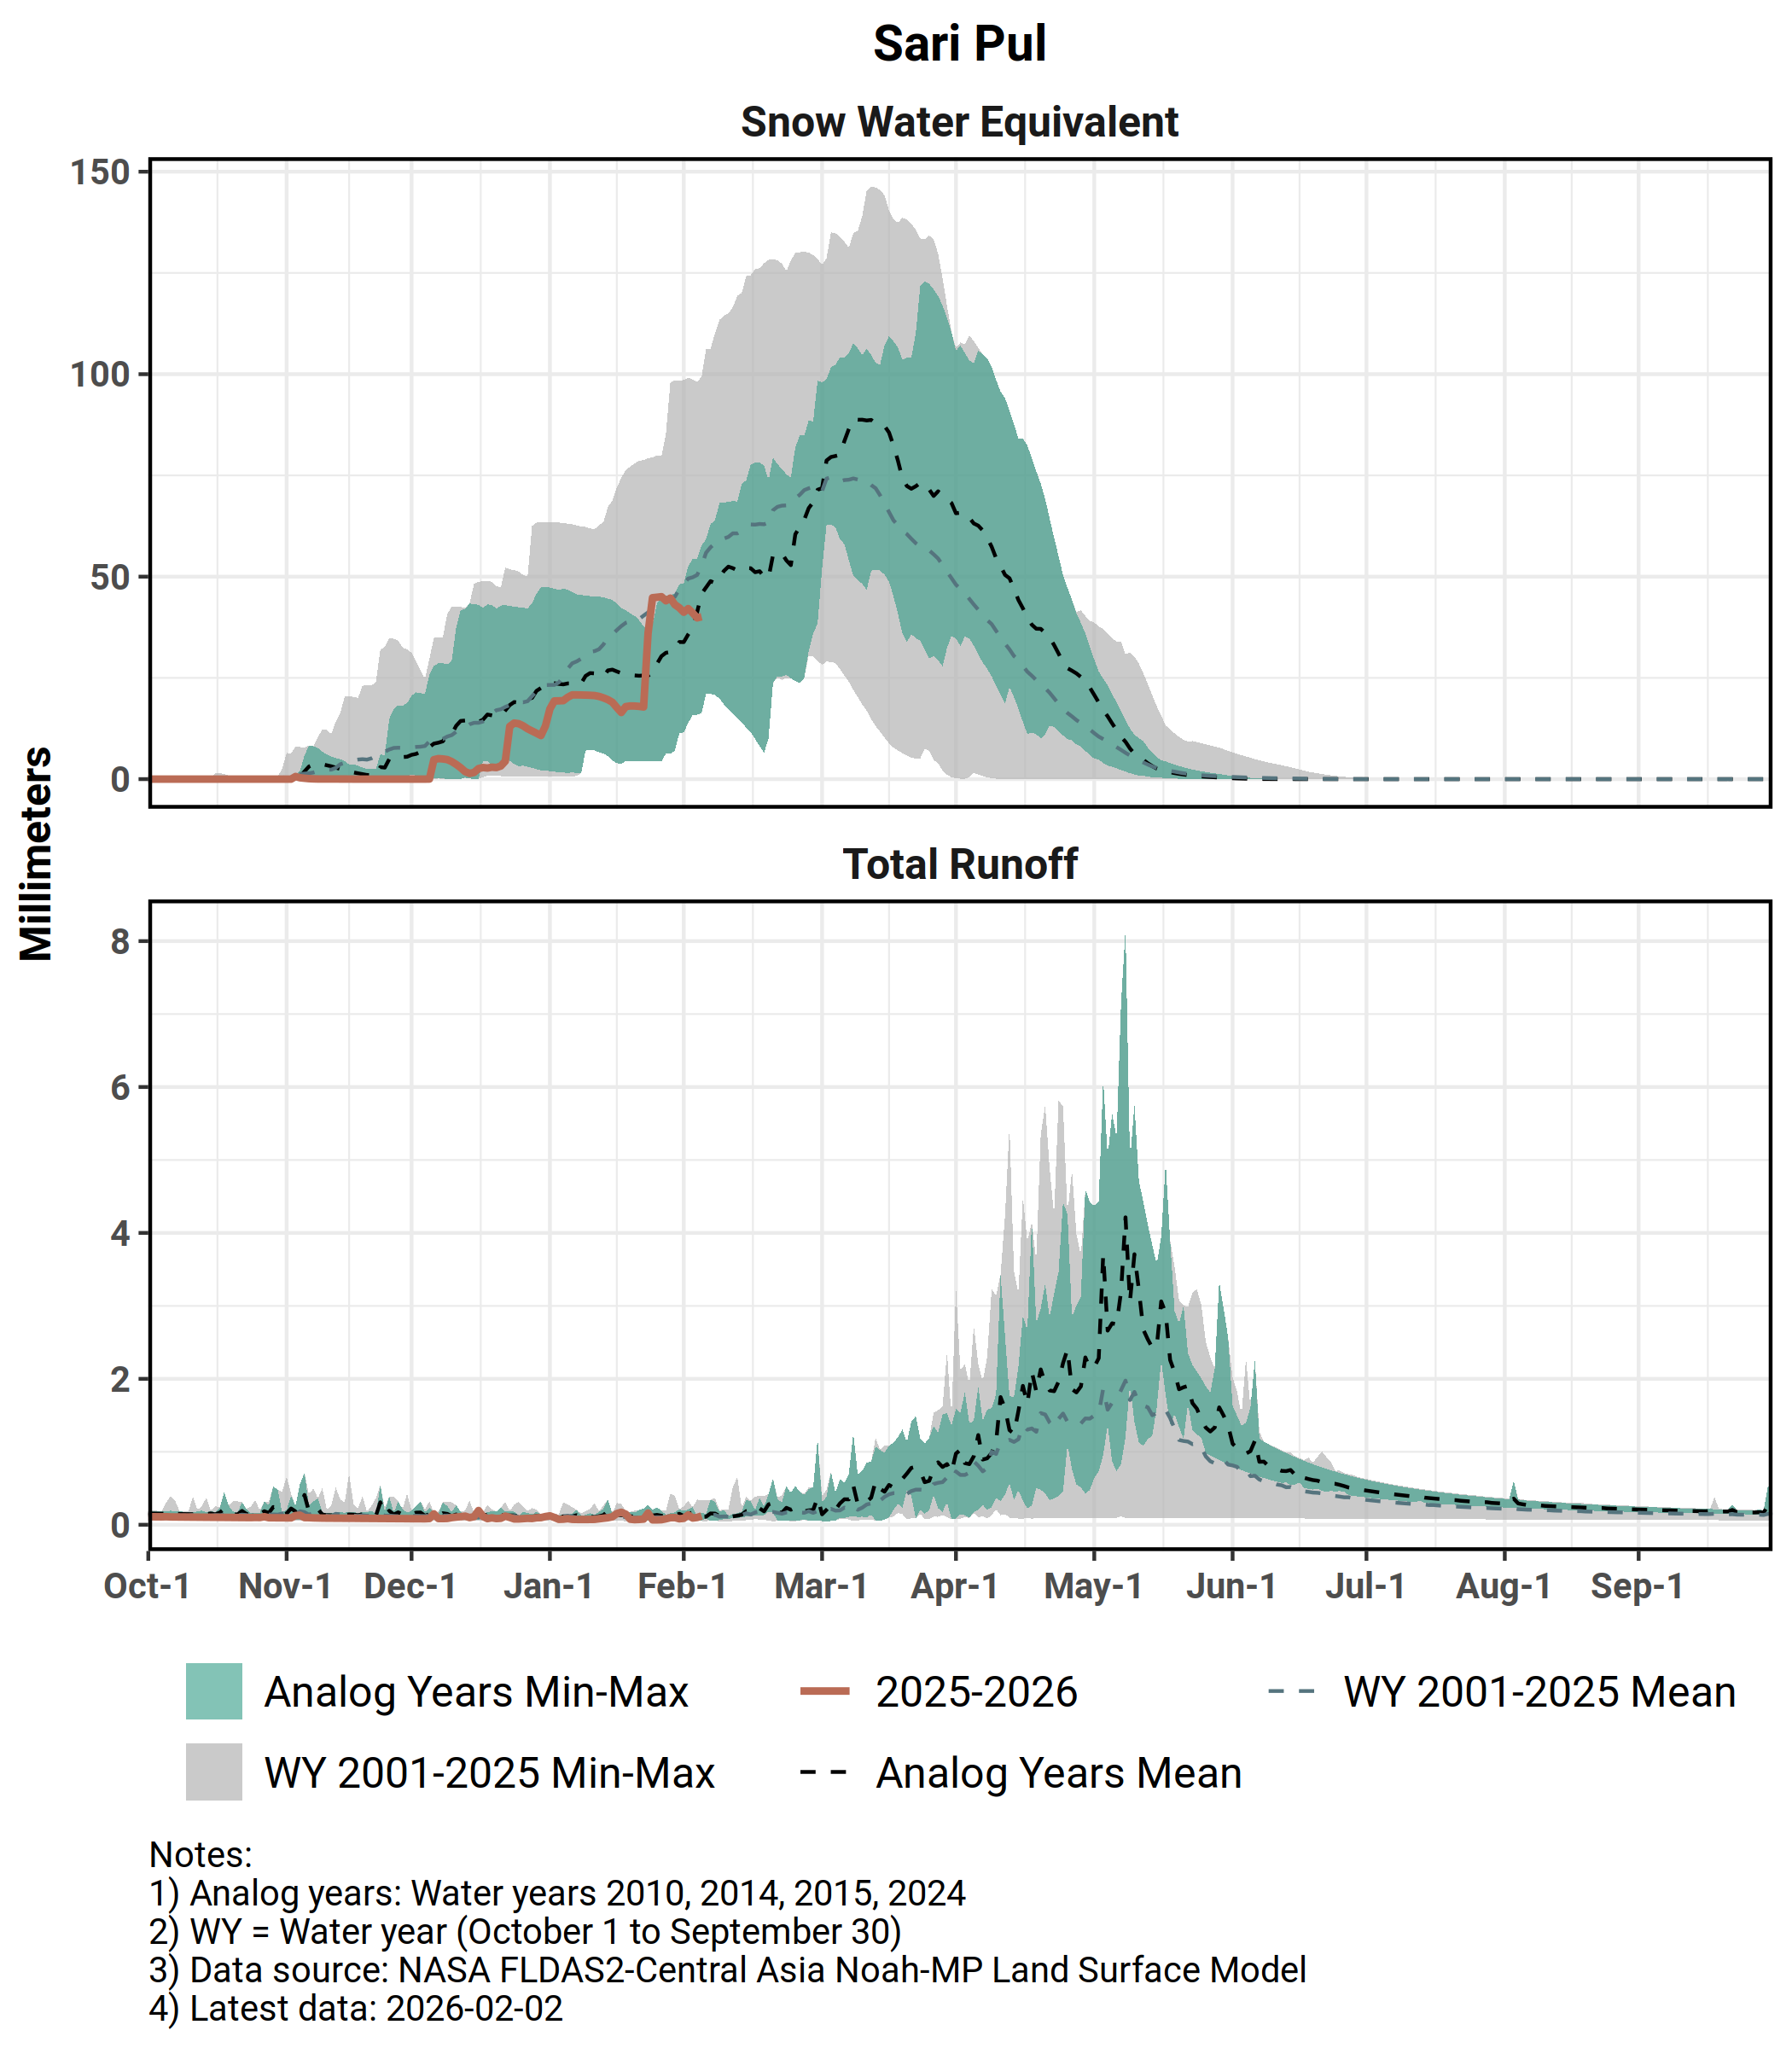 Sari Pul
Snow Water Equivalent
150
100
50
0
Millimeters
Total Runoff
8
6
4
2
0
Oct-1 Nov-1 Dec-1 Jan-1 Feb-1 Mar-1 Apr-1 May-1 Jun-1 Jul-1 Aug-1 Sep-1
Analog Years Min-Max 2025-2026 WY 2001-2025 Mean
WY 2001-2025 Min-Max Analog Years Mean
Notes:
1) Analog years: Water years 2010, 2014, 2015, 2024
2) WY = Water year (October 1 to September 30)
3) Data source: NASA FLDAS2-Central Asia Noah-MP Land Surface Model
4) Latest data: 2026-02-02